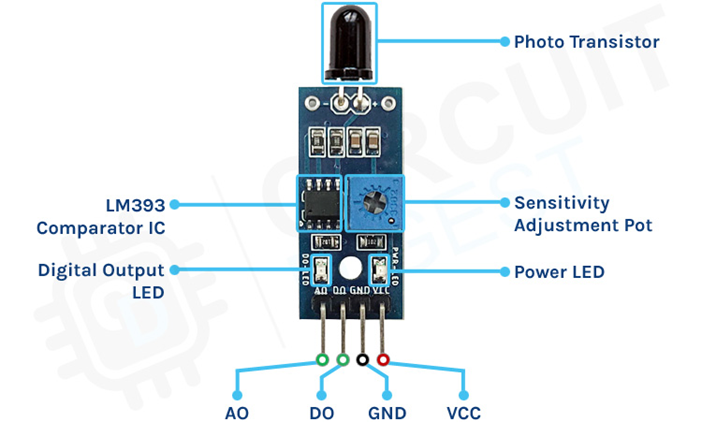 Photo Transistor
LM393
Comparator IC
Sensitivity
Adjustment Pot
Digital Output
LED
Power LED
DO-LED
PWR-LED
- +
AO DO GND VCC
AO
DO
GND
VCC
CIRCUIT
DIGEST